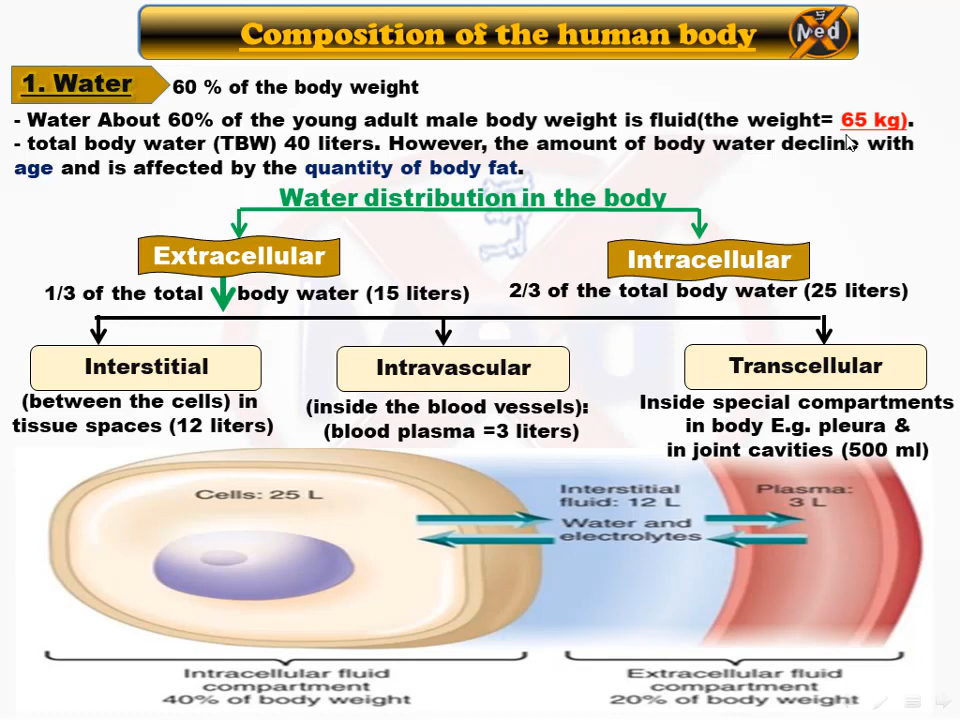 Composition of the human body
Med
1. Water
60 % of the body weight
- Water About 60% of the young adult male body weight is fluid(the weight= 65 kg).
- total body water (TBW) 40 liters. However, the amount of body water decline with
age and is affected by the quantity of body fat.
Water distribution in the body
Extracellular
Intracellular
1/3 of the total body water (15 liters)
2/3 of the total body water (25 liters)
Interstitial
Intravascular
Transcellular
(between the cells) in
tissue spaces (12 liters)
(inside the blood vessels):
(blood plasma =3 liters)
Inside special compartments
in body E.g. pleura &
in joint cavities (500 ml)
Cells: 25 L
Interstitial
fluid: 12 L
Plasma:
3 L
Water and
electrolytes
Intracellular fluid
compartment
40% of body weight
Extracellular fluid
compartment
20% of body weight